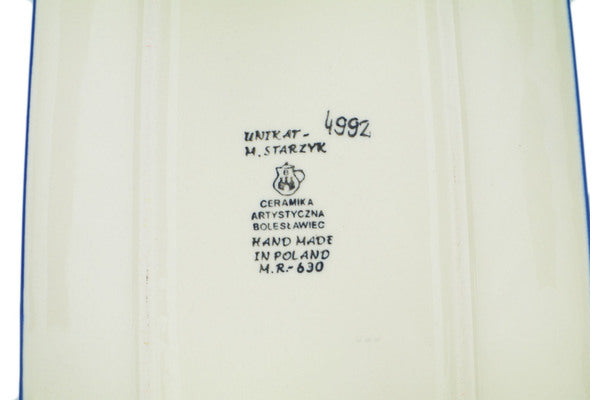 UNIKAT- 4992
M. STARZYK
CERAMIKA
ARTYSTYCZNA
BOLESŁAWIEC
HAND MADE
IN POLAND
M.R.-630